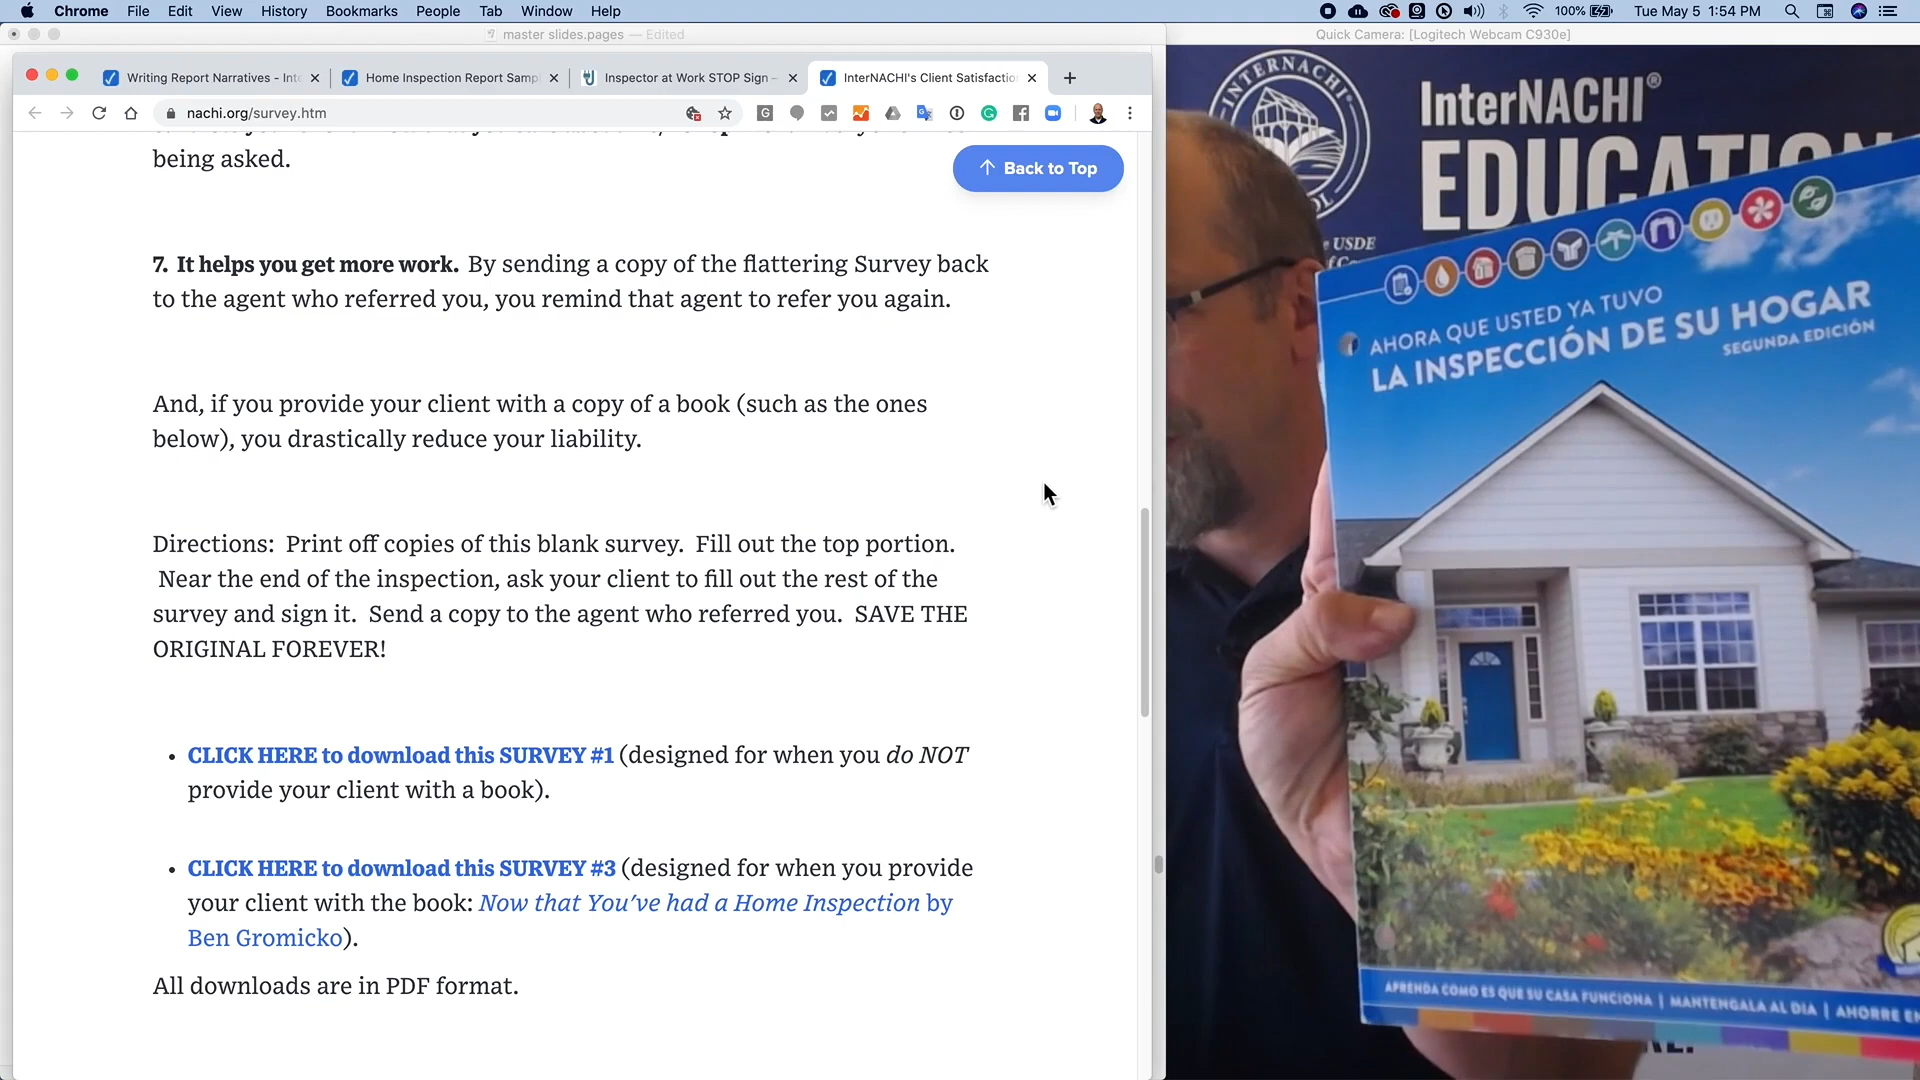 Chrome File Edit View History Bookmarks People Tab Window Help
100% Tue May 5 1:54 PM
master slides.pages — Edited
Quick Camera: [Logitech Webcam C930e]
Writing Report Narratives - Int
Home Inspection Report Samp
Inspector at Work STOP Sign -
InterNACHI's Client Satisfactio
nachi.org/survey.htm
being asked.
↑ Back to Top
7. It helps you get more work. By sending a copy of the flattering Survey back
to the agent who referred you, you remind that agent to refer you again.
And, if you provide your client with a copy of a book (such as the ones
below), you drastically reduce your liability.
Directions: Print off copies of this blank survey. Fill out the top portion.
Near the end of the inspection, ask your client to fill out the rest of the
survey and sign it. Send a copy to the agent who referred you. SAVE THE
ORIGINAL FOREVER!
• CLICK HERE to download this SURVEY #1 (designed for when you do NOT
provide your client with a book).
• CLICK HERE to download this SURVEY #3 (designed for when you provide
your client with the book: Now that You've had a Home Inspection by
Ben Gromicko).
All downloads are in PDF format.
INTERNACHI
InterNACHI®
EDUCATION
USDE
AHORA QUE USTED YA TUVO
LA INSPECCIÓN DE SU HOGAR
SEGUNDA EDICIÓN
APRENDA COMO ES QUE SU CASA FUNCIONA | MANTENGALA AL DIA | AHORRE